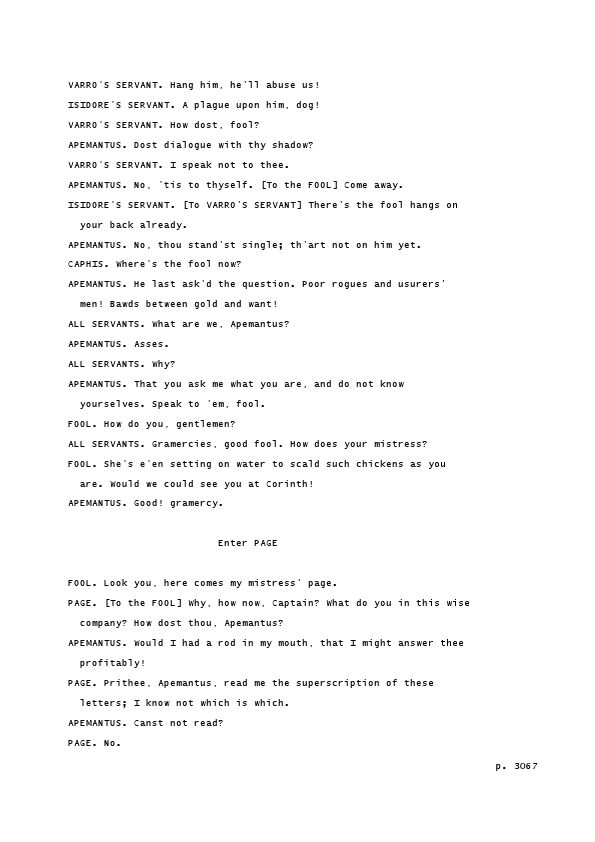 VARRO'S SERVANT. Hang him, he'll abuse us!
ISIDORE'S SERVANT. A plague upon him, dog!
VARRO'S SERVANT. How dost, fool?
APEMANTUS. Dost dialogue with thy shadow?
VARRO'S SERVANT. I speak not to thee.
APEMANTUS. No, 'tis to thyself. [To the FOOL] Come away.
ISIDORE'S SERVANT. [To VARRO'S SERVANT] There's the fool hangs on
your back already.
APEMANTUS. No, thou stand'st single; th'art not on him yet.
CAPHIS. Where's the fool now?
APEMANTUS. He last ask'd the question. Poor rogues and usurers'
men! Bawds between gold and want!
ALL SERVANTS. What are we, Apemantus?
APEMANTUS. Asses.
ALL SERVANTS. Why?
APEMANTUS. That you ask me what you are, and do not know
yourselves. Speak to 'em, fool.
FOOL. How do you, gentlemen?
ALL SERVANTS. Gramercies, good fool. How does your mistress?
FOOL. She's e'en setting on water to scald such chickens as you
are. Would we could see you at Corinth!
APEMANTUS. Good! gramercy.
Enter PAGE
FOOL. Look you, here comes my mistress' page.
PAGE. [To the FOOL] Why, how now, Captain? What do you in this wise
company? How dost thou, Apemantus?
APEMANTUS. Would I had a rod in my mouth, that I might answer thee
profitably!
PAGE. Prithee, Apemantus, read me the superscription of these
letters; I know not which is which.
APEMANTUS. Canst not read?
PAGE. No.
p. 3067